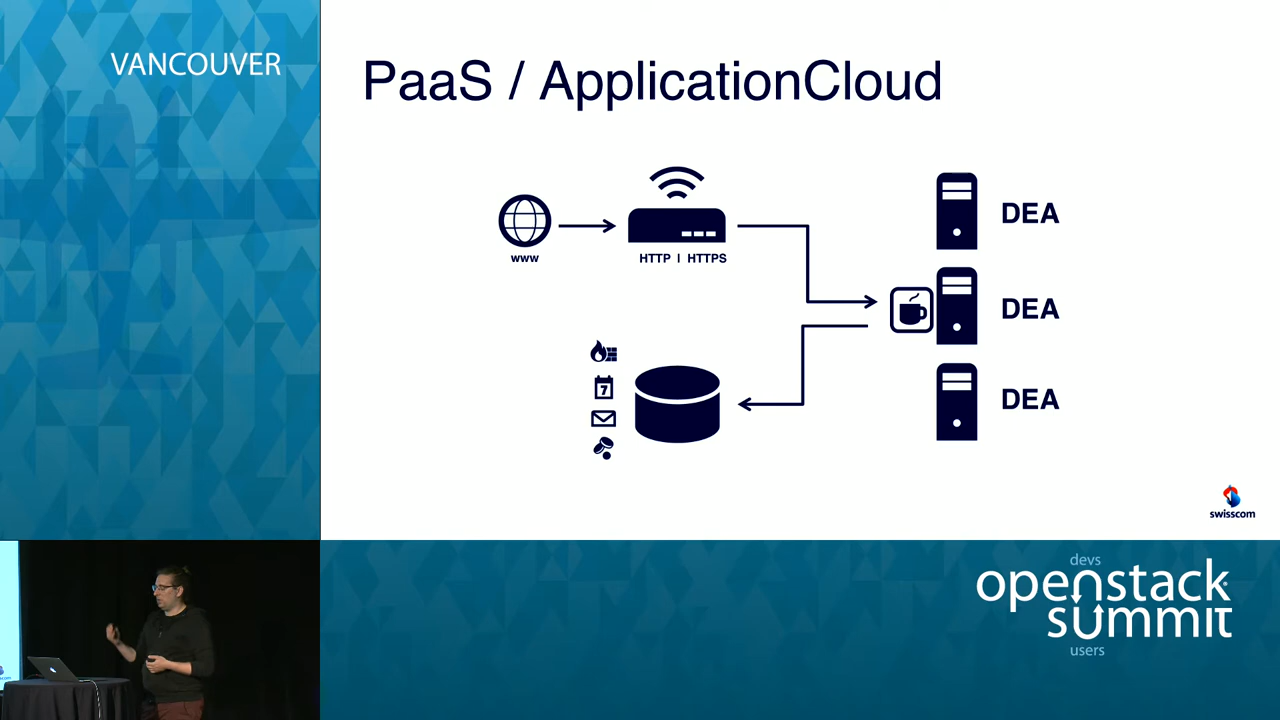 VANCOUVER
PaaS / ApplicationCloud
www
HTTP | HTTPS
DEA
DEA
DEA
7
swisscom
devs
openstack
summit
users